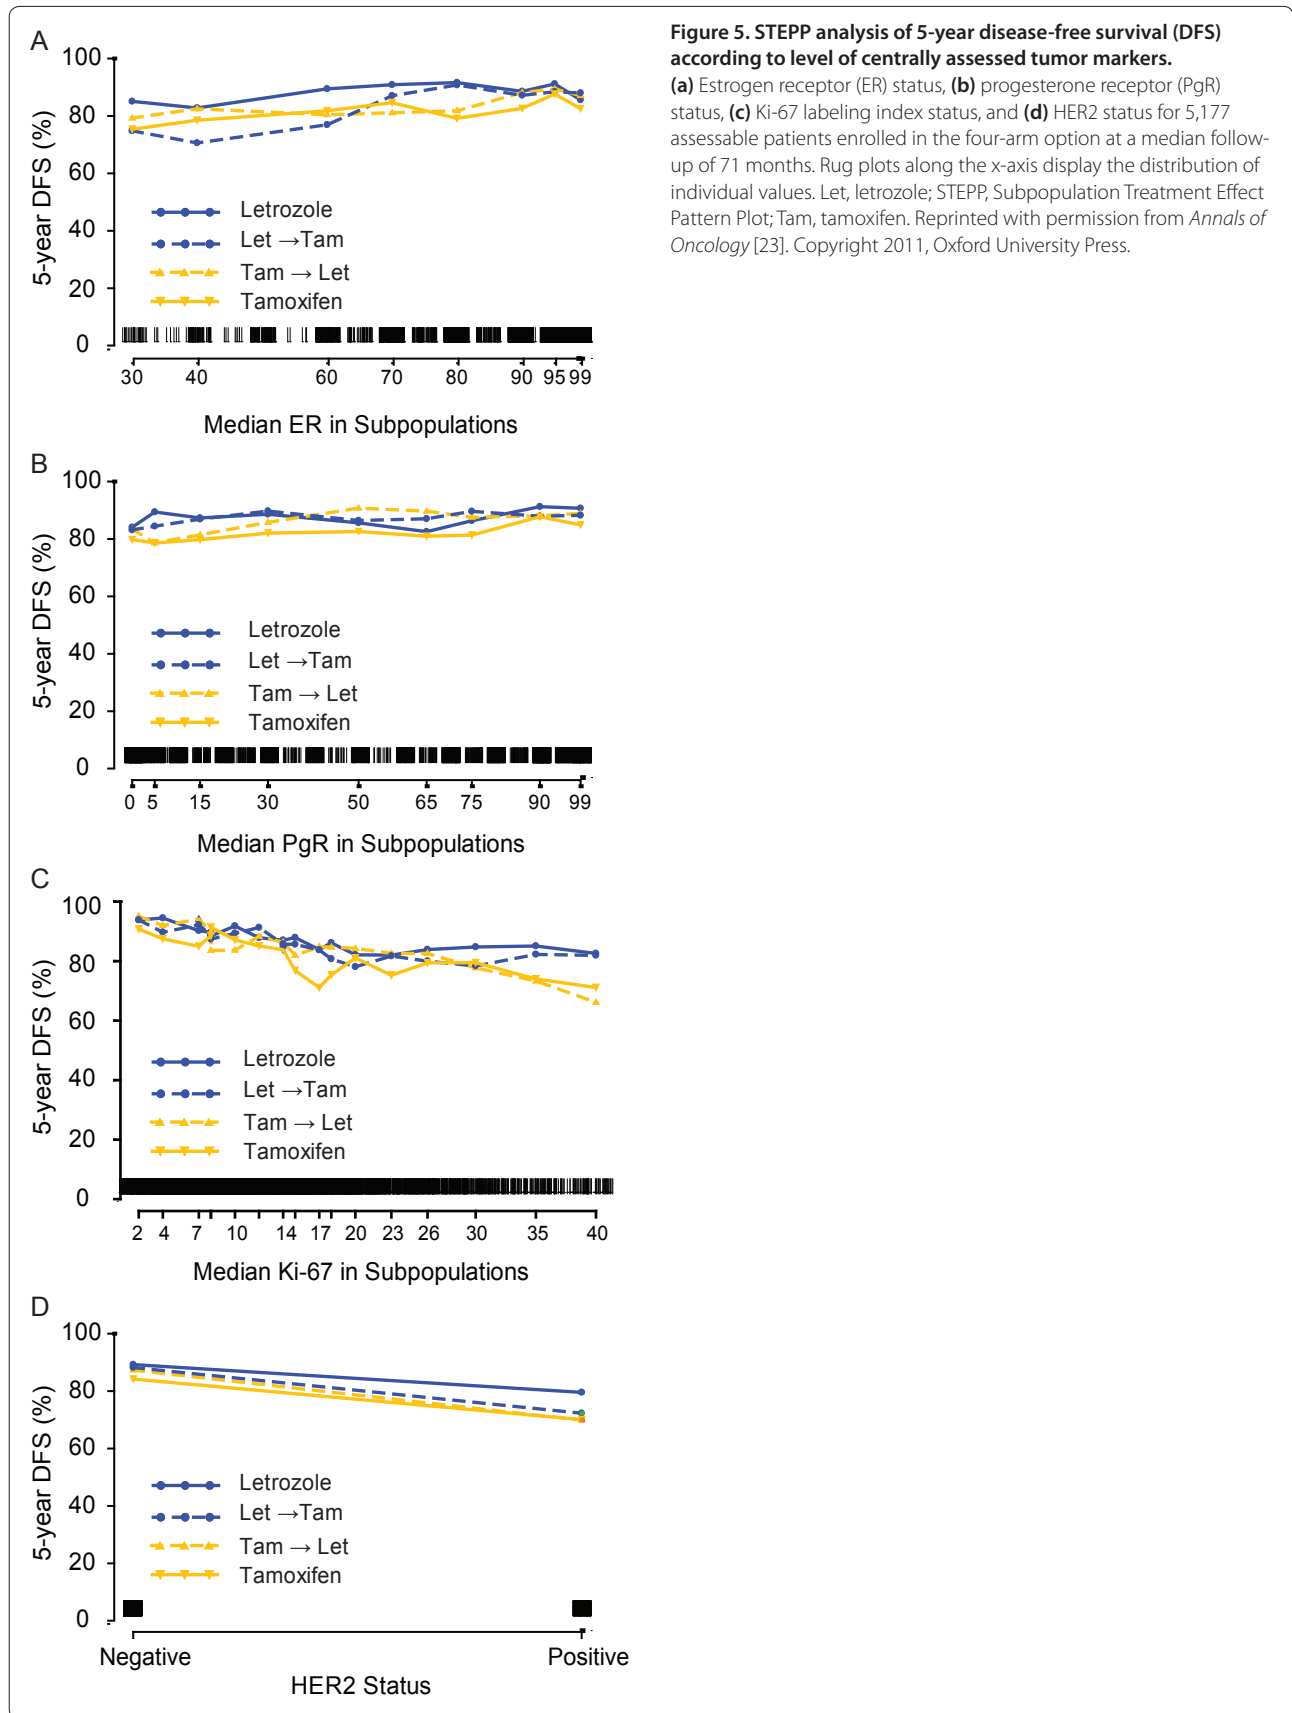 A
100
80
60
40
20
0
5-year DFS (%)
Letrozole
Let →Tam
Tam → Let
Tamoxifen
30 40 60 70 80 90 95 99
Median ER in Subpopulations
Figure 5. STEPP analysis of 5-year disease-free survival (DFS)
according to level of centrally assessed tumor markers.
(a) Estrogen receptor (ER) status, (b) progesterone receptor (PgR)
status, (c) Ki-67 labeling index status, and (d) HER2 status for 5,177
assessable patients enrolled in the four-arm option at a median follow-
up of 71 months. Rug plots along the x-axis display the distribution of
individual values. Let, letrozole; STEPP, Subpopulation Treatment Effect
Pattern Plot; Tam, tamoxifen. Reprinted with permission from Annals of
Oncology [23]. Copyright 2011, Oxford University Press.
B
100
80
60
40
20
0
5-year DFS (%)
Letrozole
Let →Tam
Tam → Let
Tamoxifen
0 5 15 30 50 65 75 90 99
Median PgR in Subpopulations
C
100
80
60
40
20
0
5-year DFS (%)
Letrozole
Let →Tam
Tam → Let
Tamoxifen
2 4 7 10 14 17 20 23 26 30 35 40
Median Ki-67 in Subpopulations
D
100
80
60
40
20
0
5-year DFS (%)
Letrozole
Let →Tam
Tam → Let
Tamoxifen
Negative Positive
HER2 Status